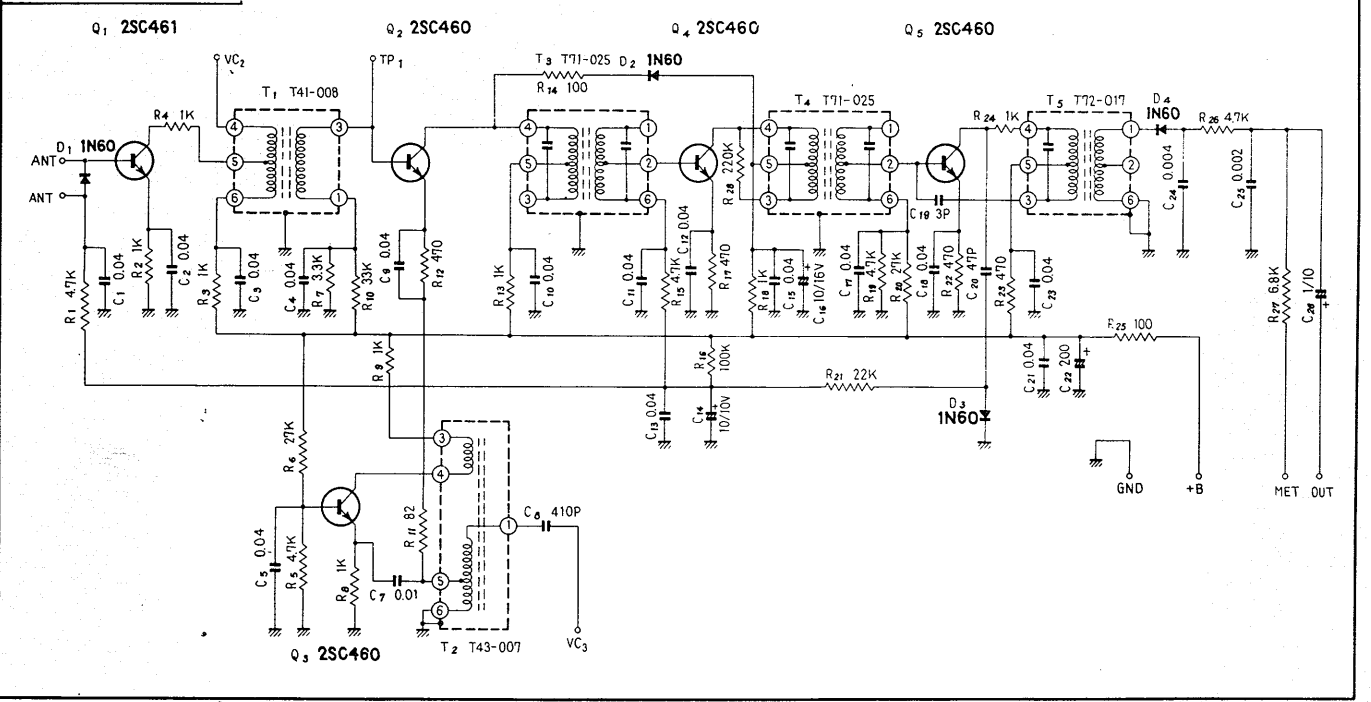 Q1 2SC461
Q2 2SC460
Q4 2SC460
Q5 2SC460
VC2
TP1
T3 T71-025
D2 1N60
R14 100
T1 T41-008
T4 T71-025
T5 T72-017
D4
1N60
R4 1K
R24 1K
R26 4.7K
D1 1N60
ANT
ANT
4
5
6
3
1
4
5
3
1
2
6
4
5
3
1
2
6
4
5
3
1
2
6
R28 220K
C19 3P
C24 0.004
C25 0.002
R1 4.7K
C1 0.04
R2 1K
C2 0.04
R3 1K
C3 0.04
C4 0.04
R7 3.3K
R10 33K
C9 0.04
R12 470
R13 1K
C10 0.04
C11 0.04
R15 4.7K
C12 0.04
R17 470
R18 1K
C15 0.04
C16 10/16V
C17 0.04
R19 4.7K
R20 27K
C18 0.04
R22 470
C20 47P
R23 470
C23 0.04
R27 6.8K
C26 1/10
R9 1K
R16 100K
R25 100
C21 0.04
C22 200
R21 22K
D3
1N60
C13 0.04
C14 10/10V
R6 27K
3
4
1
5
6
R11 82
C8 410P
C5 0.04
R5 4.7K
R8 1K
C7 0.01
GND
+B
MET
OUT
VC3
T2 T43-007
Q3 2SC460